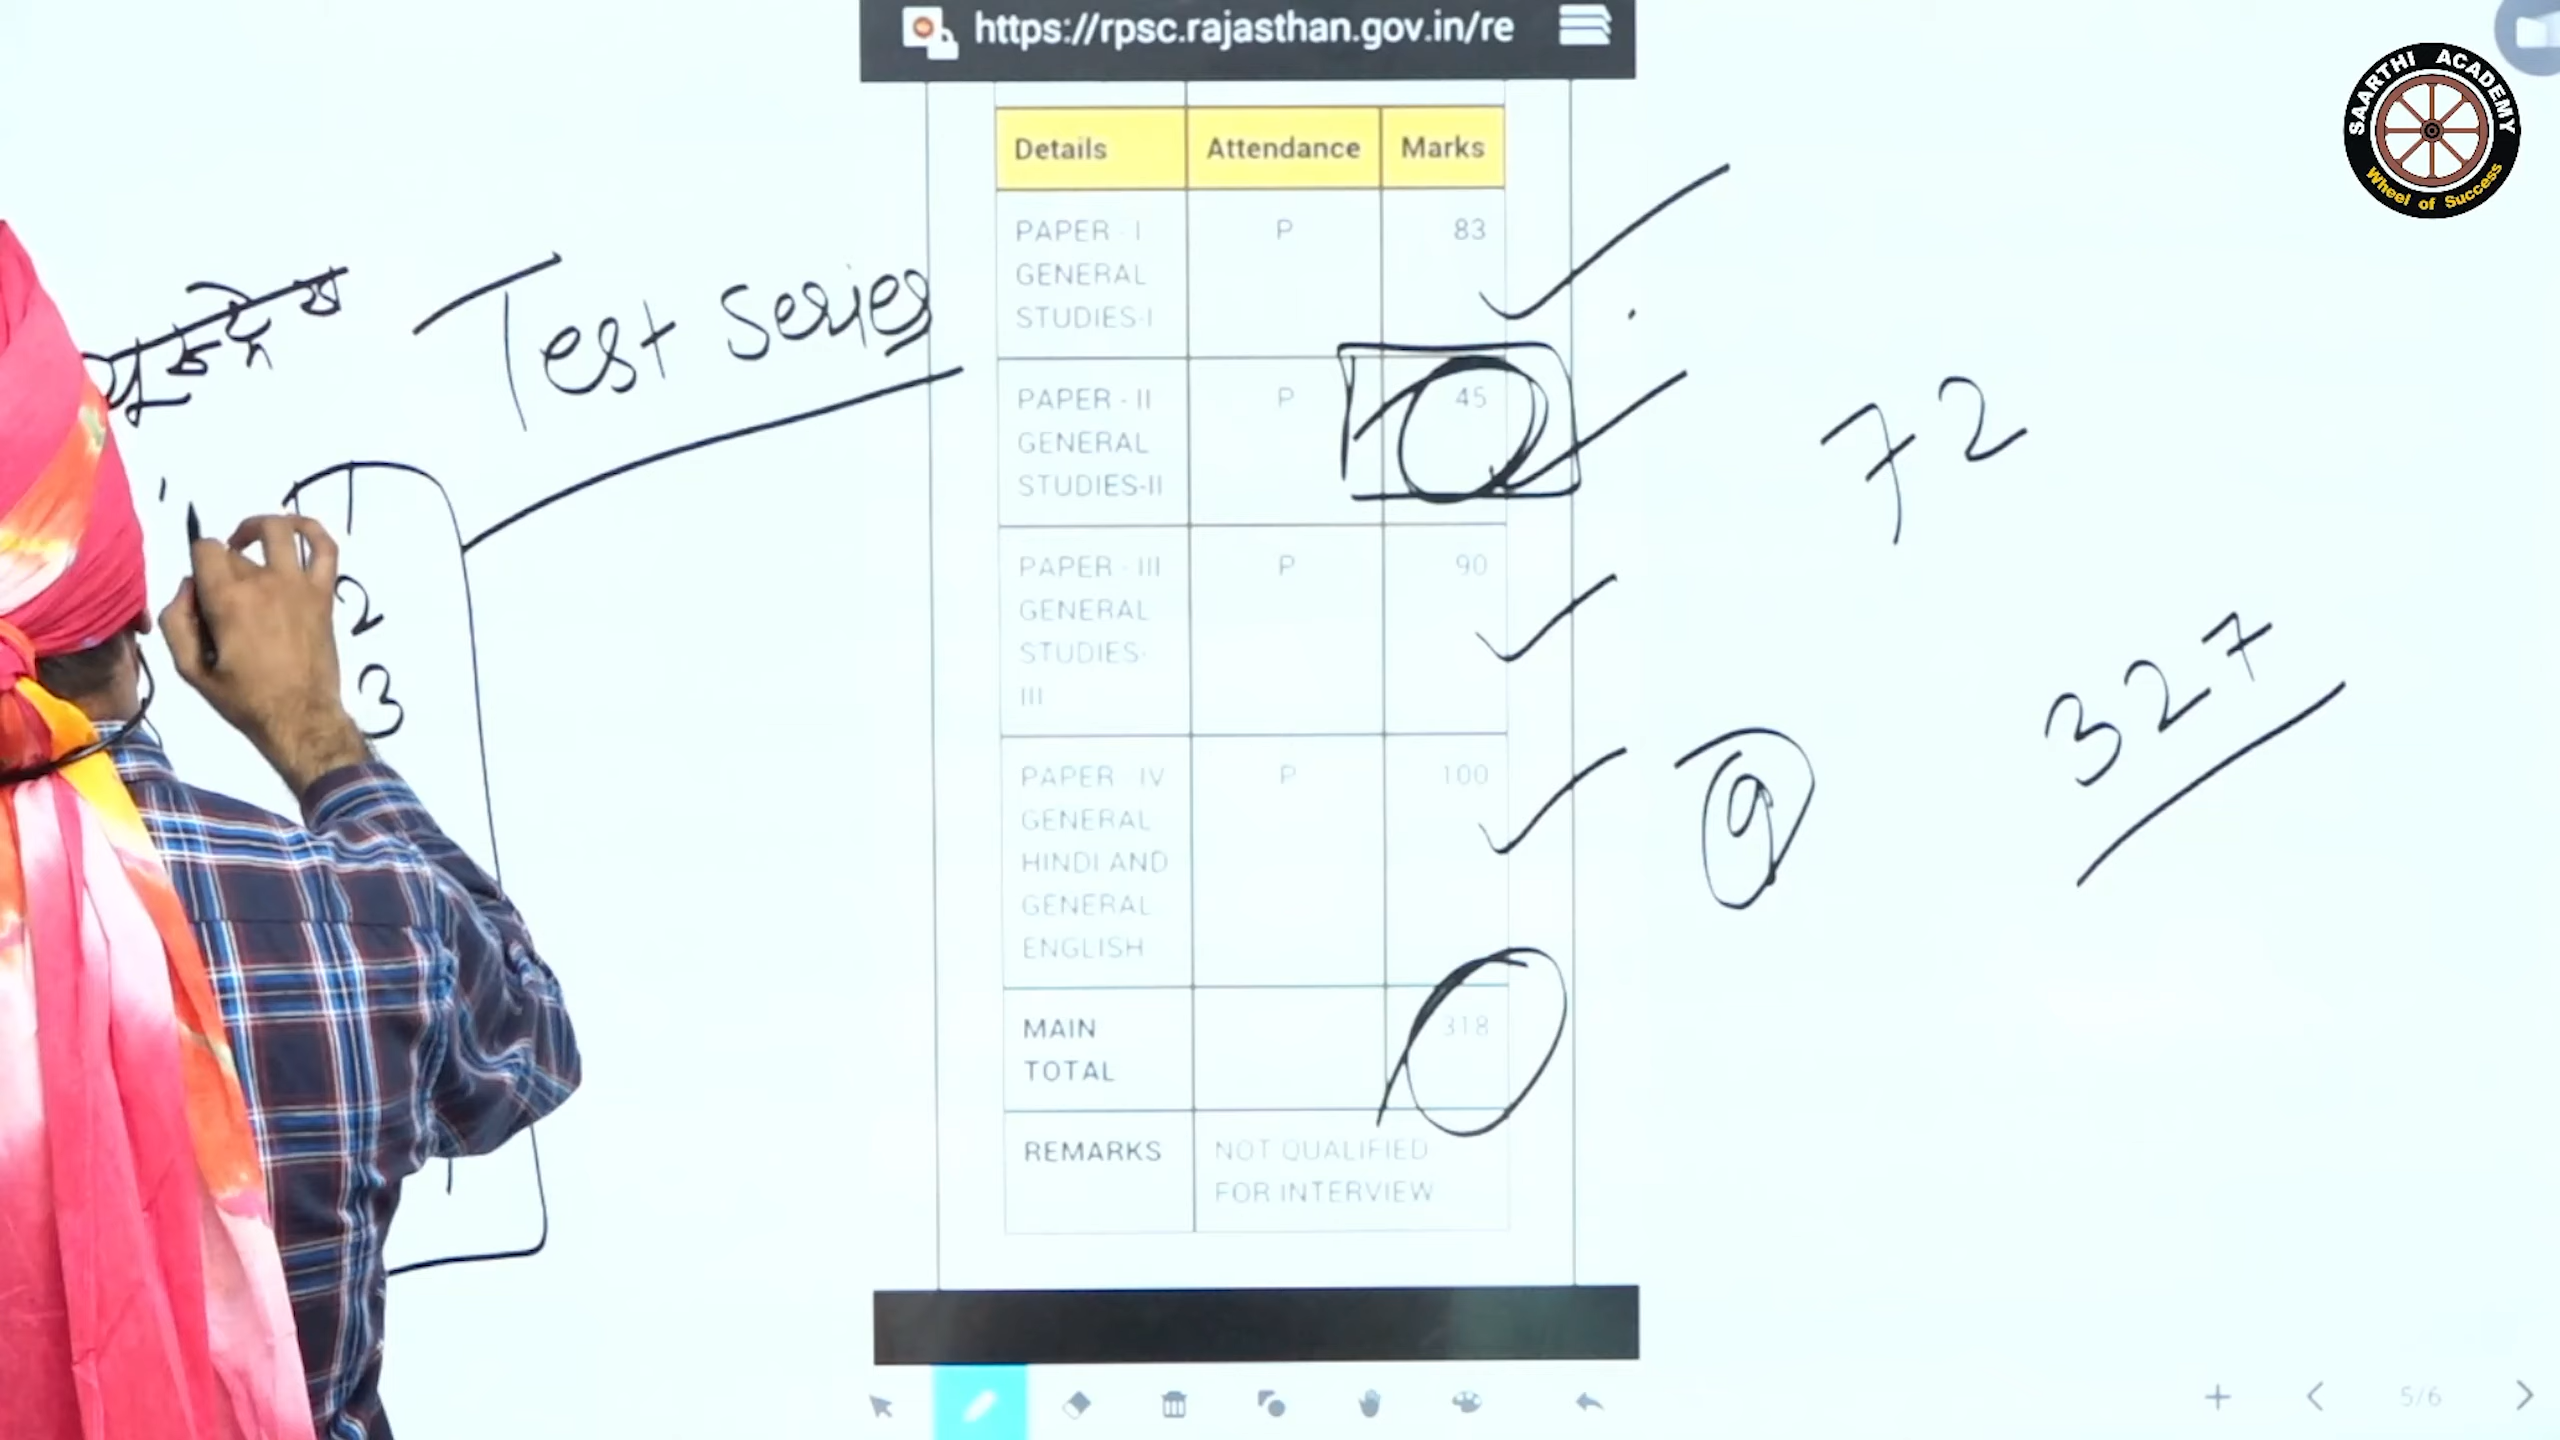 https://rpsc.rajasthan.gov.in/re
SAARTHI ACADEMY
Wheel of Success
Details Attendance Marks
PAPER - I GENERAL STUDIES-I P 83
PAPER - II GENERAL STUDIES-II P 45
PAPER - III GENERAL STUDIES-III P 90
PAPER - IV GENERAL HINDI AND GENERAL ENGLISH P 100
MAIN TOTAL 318
REMARKS NOT QUALIFIED FOR INTERVIEW
Test Series
1
2
3
72
9
327
5/6